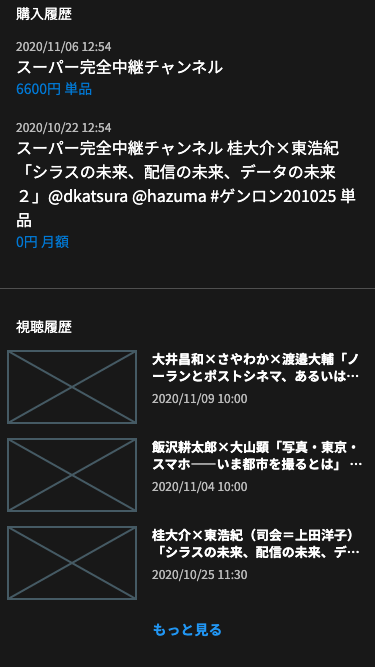 購入履歴
2020/11/06 12:54
スーパー完全中継チャンネル
6600円 単品
2020/10/22 12:54
スーパー完全中継チャンネル 桂大介×東浩紀
「シラスの未来、配信の未来、データの未来
２」@dkatsura @hazuma #ゲンロン201025 単
品
0円 月額
視聴履歴
大井昌和×さやわか×渡邉大輔「ノ
ーランとポストシネマ、あるいは…
2020/11/09 10:00
飯沢耕太郎×大山顕「写真・東京・
スマホ——いま都市を撮るとは」 …
2020/11/04 10:00
桂大介×東浩紀（司会＝上田洋子）
「シラスの未来、配信の未来、デ…
2020/10/25 11:30
もっと見る